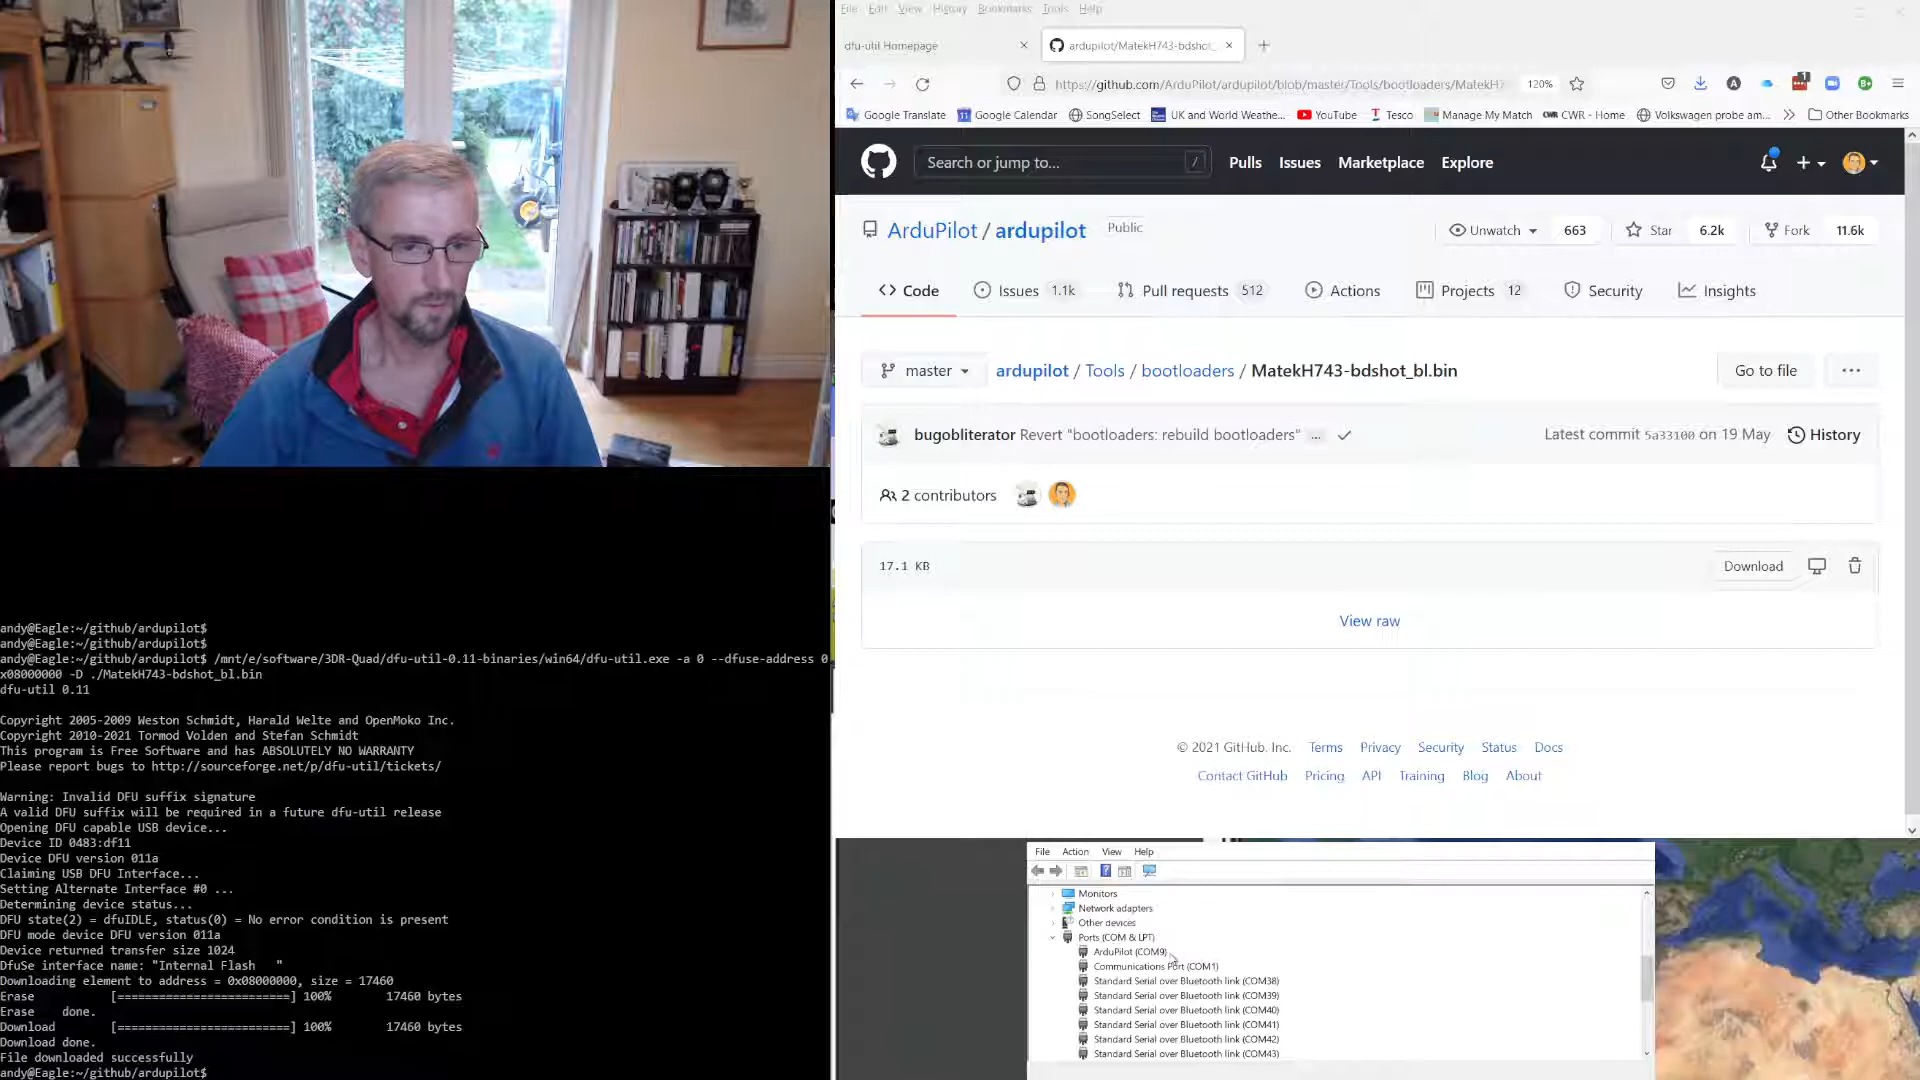 File Edit View History Bookmarks Tools Help
dfu-util Homepage
ardupilot/MatekH743-bdshot_
https://github.com/ArduPilot/ardupilot/blob/master/Tools/bootloaders/MatekH7
120%
Google Translate
Google Calendar
SongSelect
UK and World Weathe...
YouTube
Tesco
Manage My Match
CWR CWR - Home
Volkswagen probe am...
Other Bookmarks
Search or jump to...
/
Pulls
Issues
Marketplace
Explore
ArduPilot / ardupilot
Public
Unwatch
663
Star
6.2k
Fork
11.6k
Code
Issues 1.1k
Pull requests 512
Actions
Projects 12
Security
Insights
master
ardupilot / Tools / bootloaders / MatekH743-bdshot_bl.bin
Go to file
...
bugobliterator Revert "bootloaders: rebuild bootloaders" ...
Latest commit 5a33100 on 19 May
History
2 contributors
17.1 KB
Download
View raw
© 2021 GitHub, Inc. Terms Privacy Security Status Docs
Contact GitHub Pricing API Training Blog About
andy@Eagle:~/github/ardupilot$
andy@Eagle:~/github/ardupilot$
andy@Eagle:~/github/ardupilot$ /mnt/e/software/3DR-Quad/dfu-util-0.11-binaries/win64/dfu-util.exe -a 0 --dfuse-address 0
x08000000 -D ./MatekH743-bdshot_bl.bin
dfu-util 0.11
Copyright 2005-2009 Weston Schmidt, Harald Welte and OpenMoko Inc.
Copyright 2010-2021 Tormod Volden and Stefan Schmidt
This program is Free Software and has ABSOLUTELY NO WARRANTY
Please report bugs to http://sourceforge.net/p/dfu-util/tickets/
Warning: Invalid DFU suffix signature
A valid DFU suffix will be required in a future dfu-util release
Opening DFU capable USB device...
Device ID 0483:df11
Device DFU version 011a
Claiming USB DFU Interface...
Setting Alternate Interface #0 ...
Determining device status...
DFU state(2) = dfuIDLE, status(0) = No error condition is present
DFU mode device DFU version 011a
Device returned transfer size 1024
DfuSe interface name: "Internal Flash   "
Downloading element to address = 0x08000000, size = 17460
Erase [=========================] 100% 17460 bytes
Erase done.
Download [=========================] 100% 17460 bytes
Download done.
File downloaded successfully
andy@Eagle:~/github/ardupilot$
File Action View Help
Monitors
Network adapters
Other devices
Ports (COM & LPT)
ArduPilot (COM9)
Communications Port (COM1)
Standard Serial over Bluetooth link (COM38)
Standard Serial over Bluetooth link (COM39)
Standard Serial over Bluetooth link (COM40)
Standard Serial over Bluetooth link (COM41)
Standard Serial over Bluetooth link (COM42)
Standard Serial over Bluetooth link (COM43)